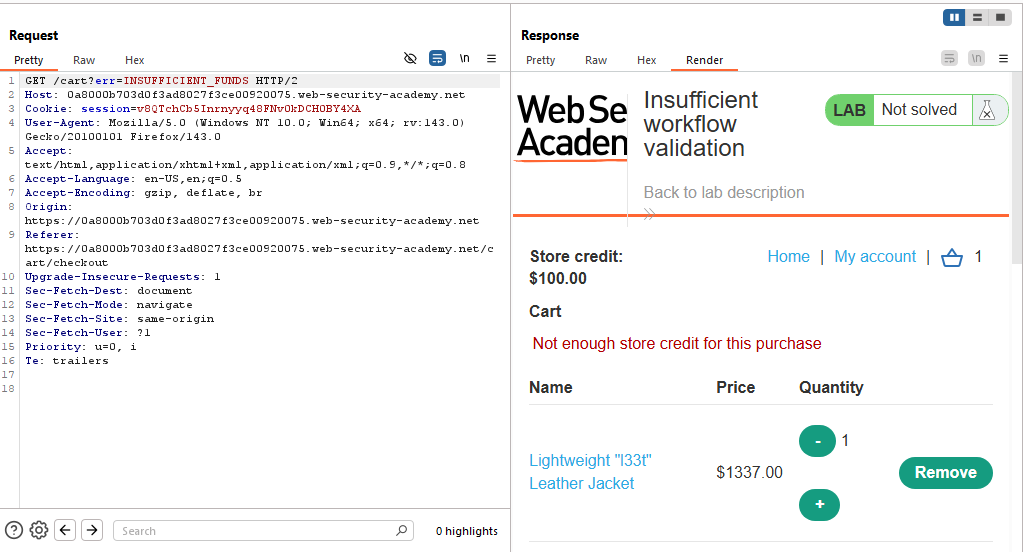 Request
Pretty Raw Hex
\n
1 GET /cart?err=INSUFFICIENT_FUNDS HTTP/2
2 Host: 0a8000b703d0f3ad8027f3ce00920075.web-security-academy.net
3 Cookie: session=v8QTchCb5Inrnyyq48FNv0kDCHOBY4XA
4 User-Agent: Mozilla/5.0 (Windows NT 10.0; Win64; x64; rv:143.0)
Gecko/20100101 Firefox/143.0
5 Accept:
text/html,application/xhtml+xml,application/xml;q=0.9,*/*;q=0.8
6 Accept-Language: en-US,en;q=0.5
7 Accept-Encoding: gzip, deflate, br
8 Origin:
https://0a8000b703d0f3ad8027f3ce00920075.web-security-academy.net
9 Referer:
https://0a8000b703d0f3ad8027f3ce00920075.web-security-academy.net/c
art/checkout
10 Upgrade-Insecure-Requests: 1
11 Sec-Fetch-Dest: document
12 Sec-Fetch-Mode: navigate
13 Sec-Fetch-Site: same-origin
14 Sec-Fetch-User: ?1
15 Priority: u=0, i
16 Te: trailers
17
18
Search
0 highlights
Response
Pretty Raw Hex Render
\n
Web Se
Academ
Insufficient
workflow
validation
Back to lab description
LAB Not solved
Store credit:
$100.00
Home | My account | 1
Cart
Not enough store credit for this purchase
Name Price Quantity
Lightweight "l33t"
Leather Jacket
$1337.00
- 1
+
Remove